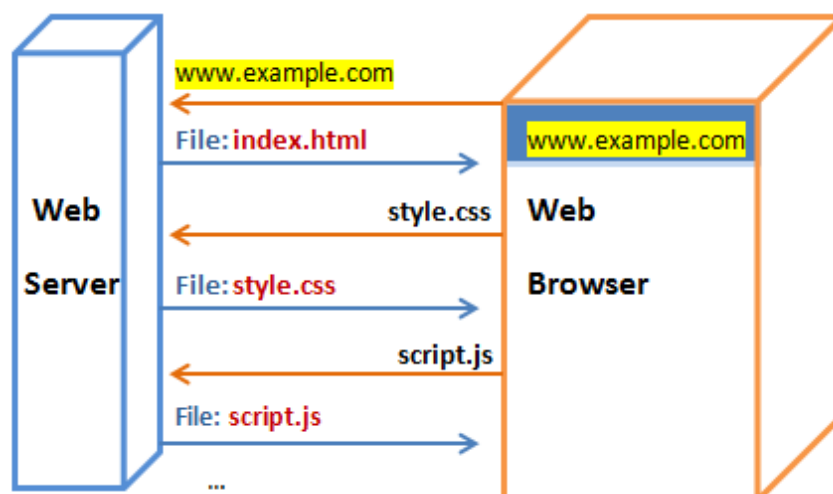 www.example.com
File: index.html
www.example.com
Web
Server
style.css
Web
Browser
File: style.css
script.js
File: script.js
...